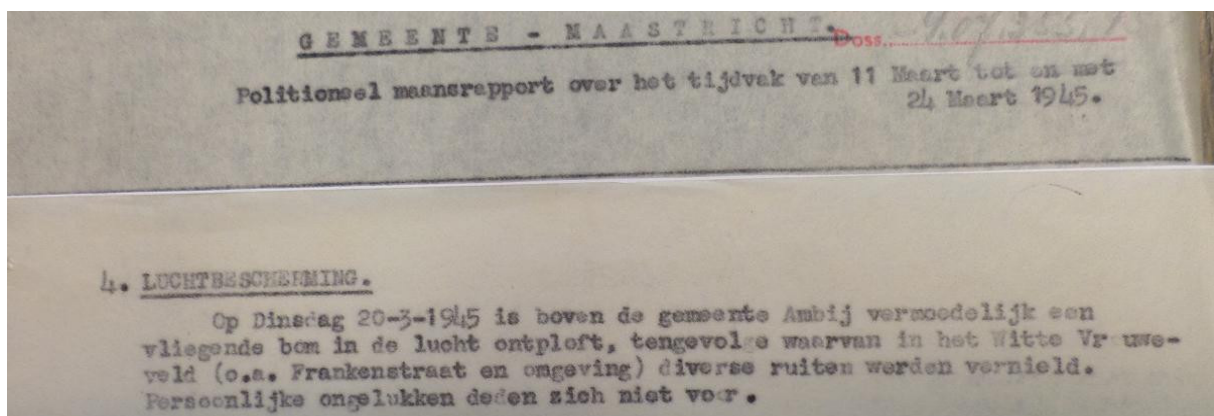 GEMEENTE - MAASTRICHT.
Doss.
Politioneel maansrapport over het tijdvak van 11 Maart tot en met
24 Maart 1945.
4. LUCHTBESCHERMING.
Op Dinsdag 20-3-1945 is boven de gemeente Ambij vermoedelijk een
vliegende bom in de lucht ontploft, tengevolge waarvan in het Witte Vrouwe-
veld (o.a. Frankenstraat en omgeving) diverse ruiten werden vernield.
Persoonlijke ongelukken deden zich niet voor.